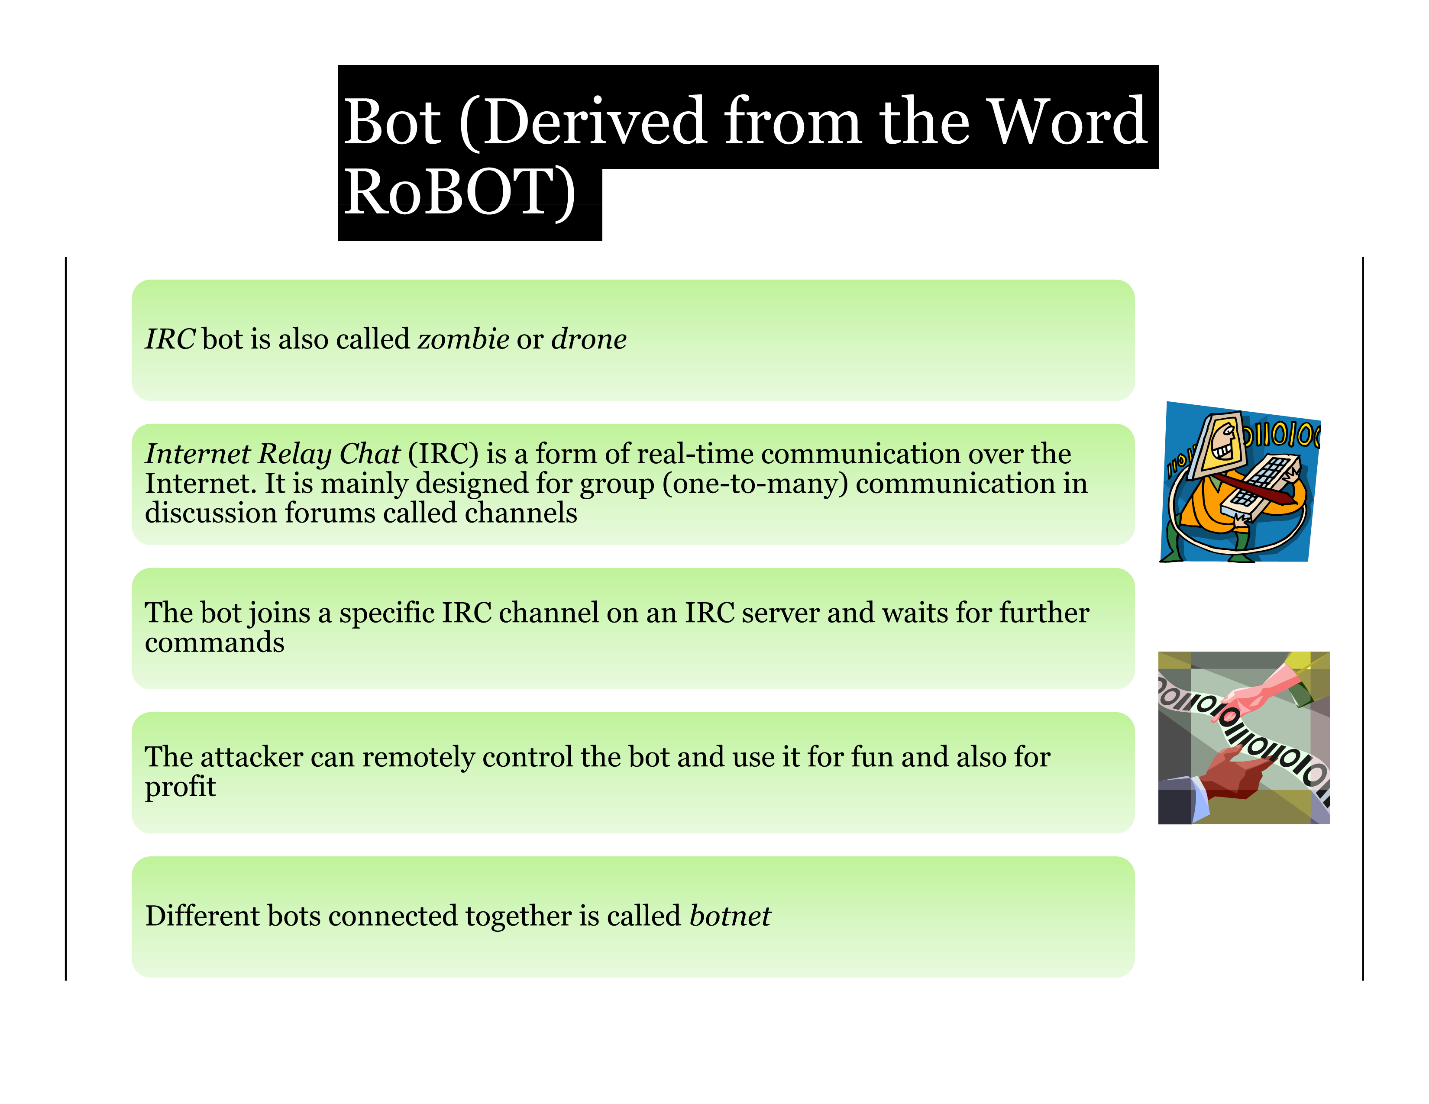 Bot (Derived from the Word
RoBOT)
IRC bot is also called zombie or drone
Internet Relay Chat (IRC) is a form of real-time communication over the
Internet. It is mainly designed for group (one-to-many) communication in
discussion forums called channels
The bot joins a specific IRC channel on an IRC server and waits for further
commands
The attacker can remotely control the bot and use it for fun and also for
profit
Different bots connected together is called botnet